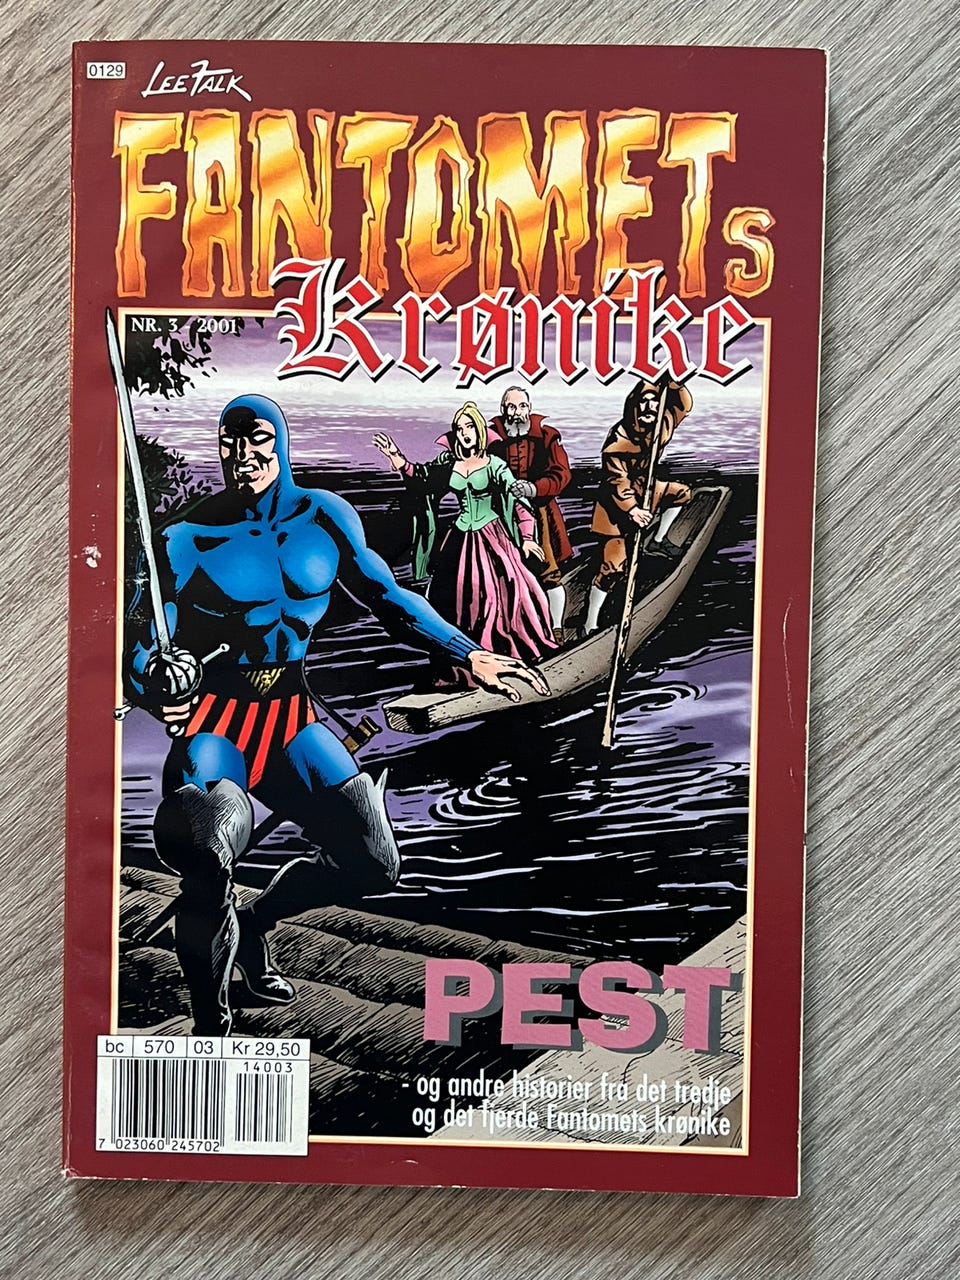 0129
LEE FALK
FANTOMETs
Krønike
NR. 3 2001
PEST
- og andre historier fra det tredje
og det fjerde Fantomets krønike
bc 570 03 Kr 29,50
14003
7 023060 245702